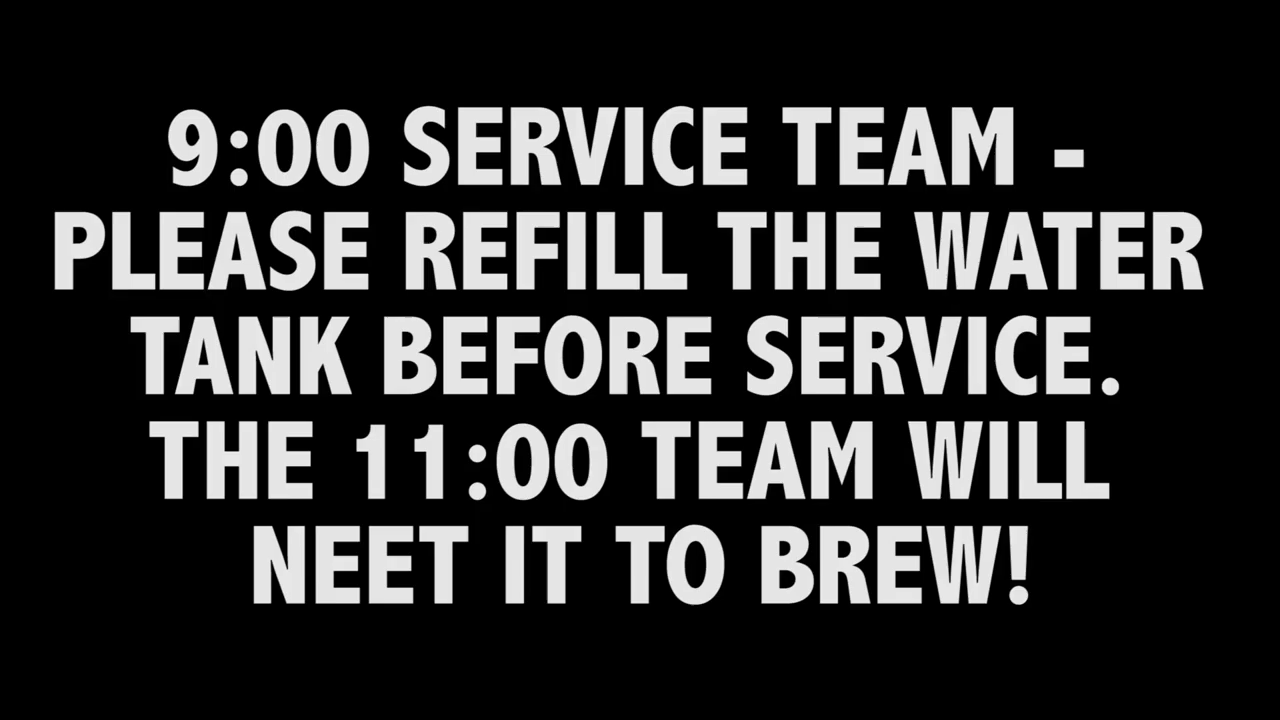 9:00 SERVICE TEAM -
PLEASE REFILL THE WATER
TANK BEFORE SERVICE.
THE 11:00 TEAM WILL
NEET IT TO BREW!